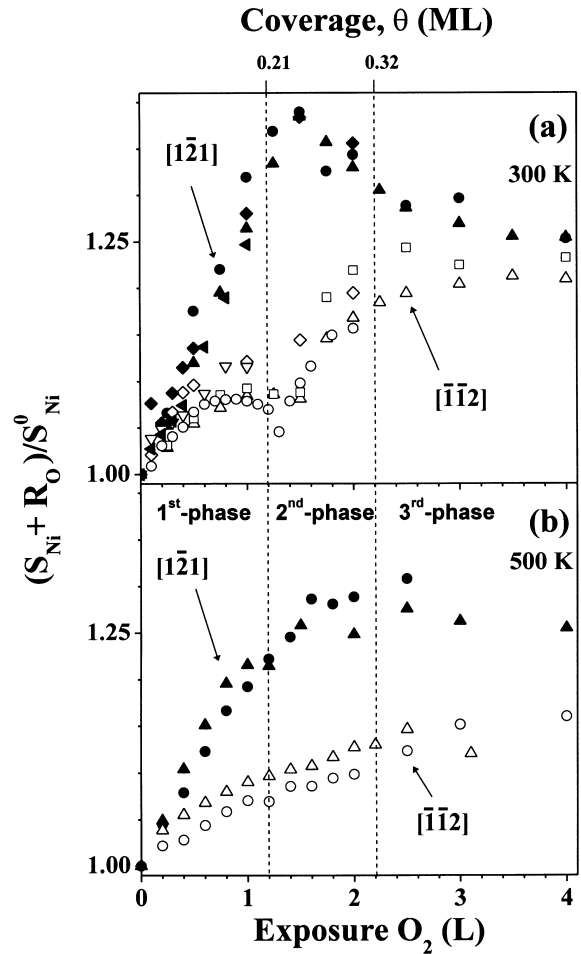 Coverage, θ (ML)
0.21 0.32
(a)
[12̄1]
300 K
1.25
[1̄1̄2]
1.00
(S_Ni + R_O)/S⁰_Ni
1ˢᵗ-phase 2ⁿᵈ-phase 3ʳᵈ-phase
(b)
[12̄1]
500 K
1.25
[1̄1̄2]
1.00
0 1 2 3 4
Exposure O₂ (L)